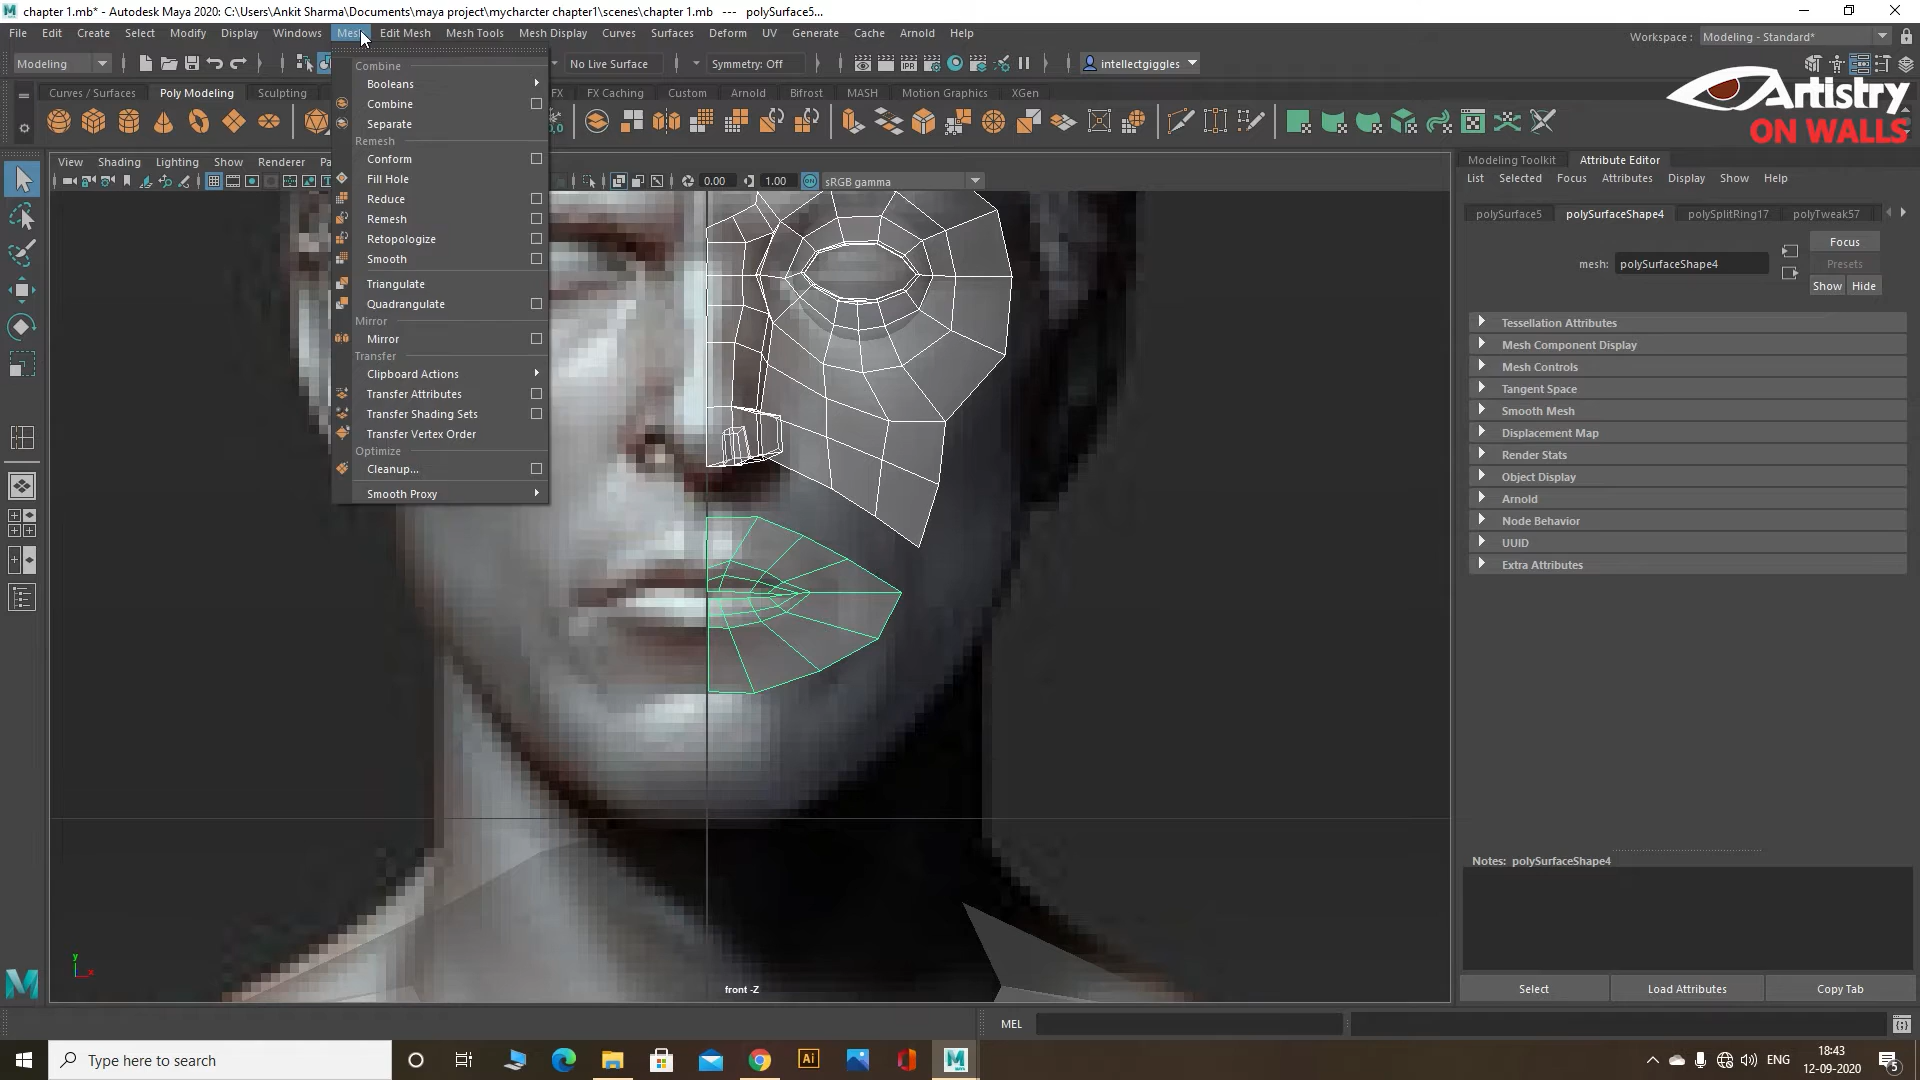 chapter 1.mb* - Autodesk Maya 2020: C:\Users\Ankit Sharma\Documents\maya project\mycharcter chapter1\scenes\chapter 1.mb   ---   polySurface5...
File Edit Create Select Modify Display Windows Mesh Edit Mesh Mesh Tools Mesh Display Curves Surfaces Deform UV Generate Cache Arnold Help
Workspace : Modeling - Standard*
Modeling No Live Surface Symmetry: Off intellectgiggles
Curves / Surfaces Poly Modeling Sculpting FX FX Caching Custom Arnold Bifrost MASH Motion Graphics XGen
Artistry
ON WALLS
View Shading Lighting Show Renderer Pa
0.00 1.00 sRGB gamma
Combine
Booleans
Combine
Separate
Remesh
Conform
Fill Hole
Reduce
Remesh
Retopologize
Smooth
Triangulate
Quadrangulate
Mirror
Mirror
Transfer
Clipboard Actions
Transfer Attributes
Transfer Shading Sets
Transfer Vertex Order
Optimize
Cleanup...
Smooth Proxy
front -Z
y
x
Modeling Toolkit Attribute Editor
List Selected Focus Attributes Display Show Help
polySurface5 polySurfaceShape4 polySplitRing17 polyTweak57
Focus
mesh: polySurfaceShape4 Presets
Show Hide
Tessellation Attributes
Mesh Component Display
Mesh Controls
Tangent Space
Smooth Mesh
Displacement Map
Render Stats
Object Display
Arnold
Node Behavior
UUID
Extra Attributes
Notes: polySurfaceShape4
Select Load Attributes Copy Tab
MEL
Type here to search
Ai
ENG
18:43
12-09-2020
5